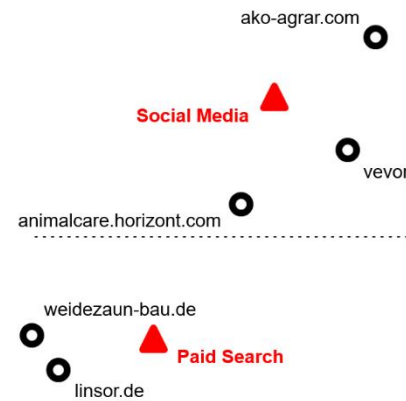 ako-agrar.com
Social Media
vevor
animalcare.horizont.com
weidezaun-bau.de
Paid Search
linsor.de